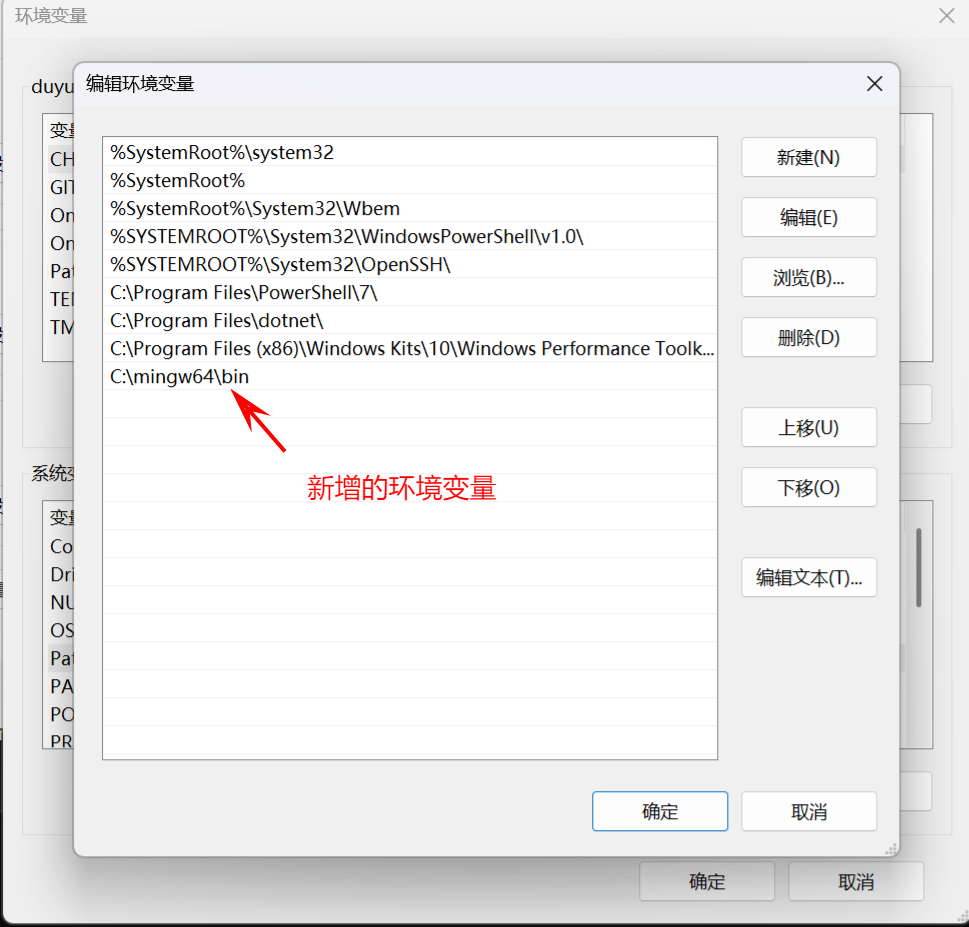 环境变量
编辑环境变量
duyu
变量
CH
GIT
On
On
Pat
TEM
TM
%SystemRoot%\system32
%SystemRoot%
%SystemRoot%\System32\Wbem
%SYSTEMROOT%\System32\WindowsPowerShell\v1.0\
%SYSTEMROOT%\System32\OpenSSH\
C:\Program Files\PowerShell\7\
C:\Program Files\dotnet\
C:\Program Files (x86)\Windows Kits\10\Windows Performance Toolk...
C:\mingw64\bin
新增的环境变量
新建(N)
编辑(E)
浏览(B)...
删除(D)
上移(U)
下移(O)
编辑文本(T)...
系统变
变量
Co
Dri
NU
OS
Pat
PA
PO
PR
确定
取消
确定
取消